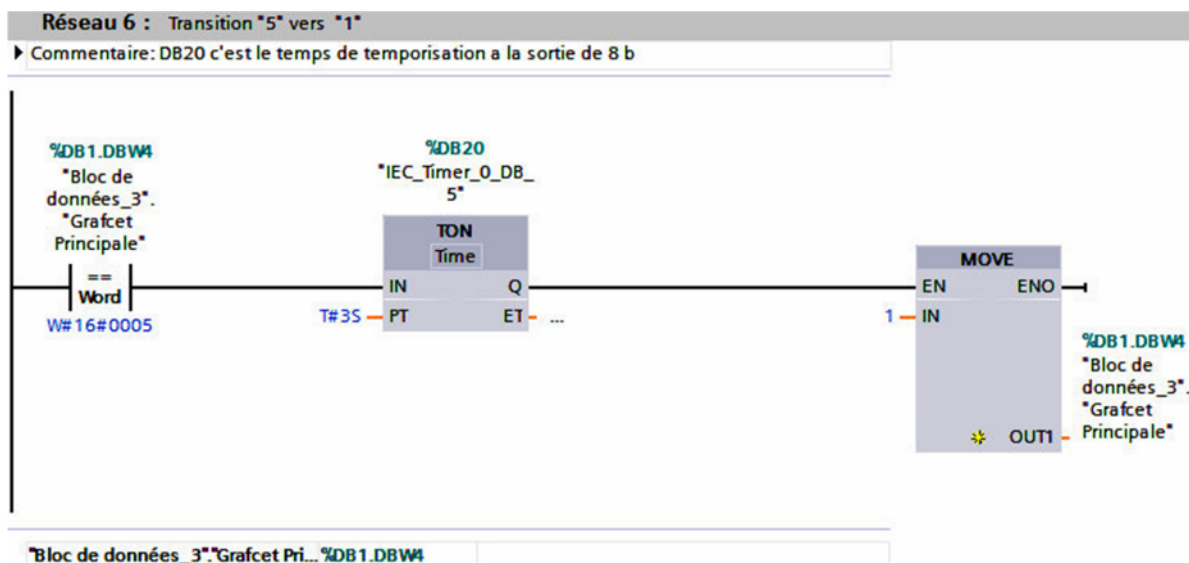 Réseau 6 : Transition "5" vers "1"
Commentaire: DB20 c'est le temps de temporisation a la sortie de 8 b
%DB1.DBW4
"Bloc de
données_3".
"Grafcet
Principale"
==
Word
W#16#0005
%DB20
"IEC_Timer_0_DB_
5"
TON
Time
IN Q
T#3S PT ET ...
MOVE
EN ENO
1 IN
OUT1
%DB1.DBW4
"Bloc de
données_3".
"Grafcet
Principale"
"Bloc de données_3"."Grafcet Pri... %DB1.DBW4